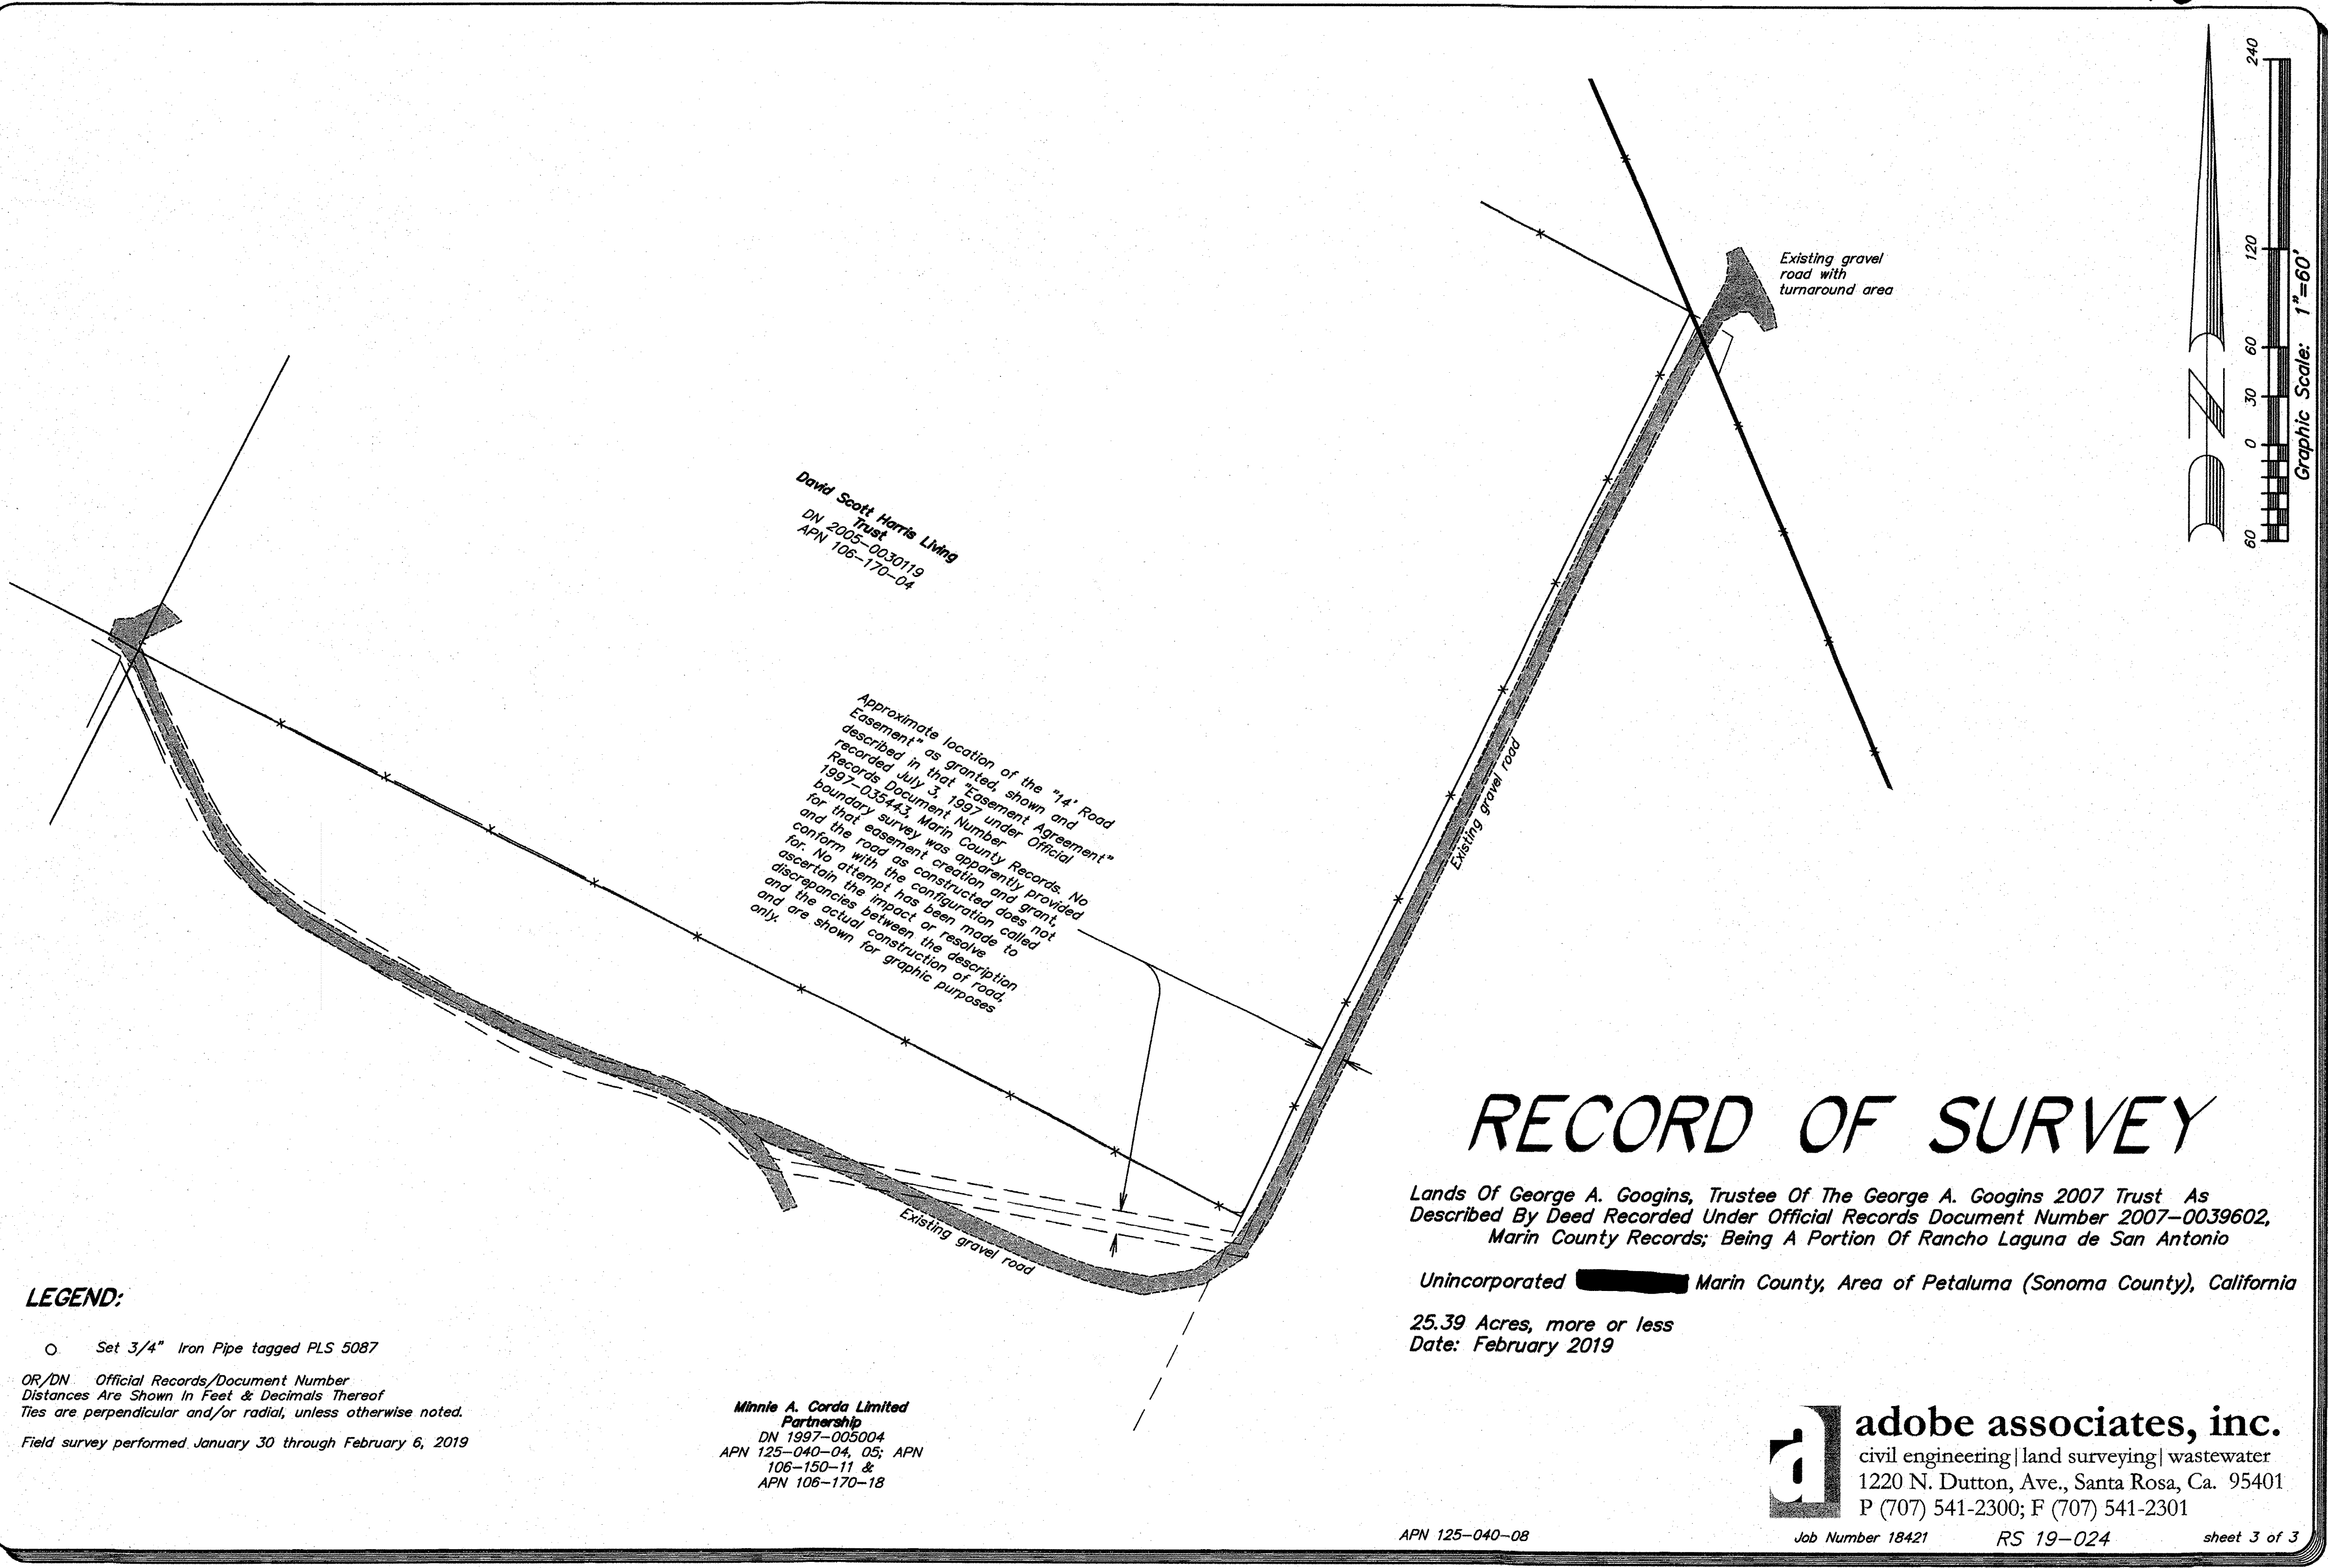 Existing gravel
road with
turnaround area
240
120
60
30
0
60
Graphic Scale: 1"=60'
N
David Scott Harris Living
Trust
DN 2005-0030119
APN 106-170-04
Approximate location of the "14' Road
Easement" as granted, shown and
described in that "Easement Agreement"
recorded July 3, 1997 under Official
Records Document Number
1997-035443, Marin County Records. No
boundary survey was apparently provided
for that easement creation and grant,
and the road as constructed does not
conform with the configuration called
for. No attempt has been made to
ascertain the impact or resolve
discrepancies between the description
and the actual construction of road,
and are shown for graphic purposes
only.
Existing gravel road
Existing gravel road
RECORD OF SURVEY
Lands Of George A. Googins, Trustee Of The George A. Googins 2007 Trust As
Described By Deed Recorded Under Official Records Document Number 2007-0039602,
Marin County Records; Being A Portion Of Rancho Laguna de San Antonio
Unincorporated Marin County, Area of Petaluma (Sonoma County), California
25.39 Acres, more or less
Date: February 2019
LEGEND:
Set 3/4" Iron Pipe tagged PLS 5087
OR/DN Official Records/Document Number
Distances Are Shown In Feet & Decimals Thereof
Ties are perpendicular and/or radial, unless otherwise noted.
Field survey performed January 30 through February 6, 2019
Minnie A. Corda Limited
Partnership
DN 1997-005004
APN 125-040-04, 05; APN
106-150-11 &
APN 106-170-18
a
adobe associates, inc.
civil engineering|land surveying|wastewater
1220 N. Dutton, Ave., Santa Rosa, Ca. 95401
P (707) 541-2300; F (707) 541-2301
APN 125-040-08
Job Number 18421
RS 19-024
sheet 3 of 3